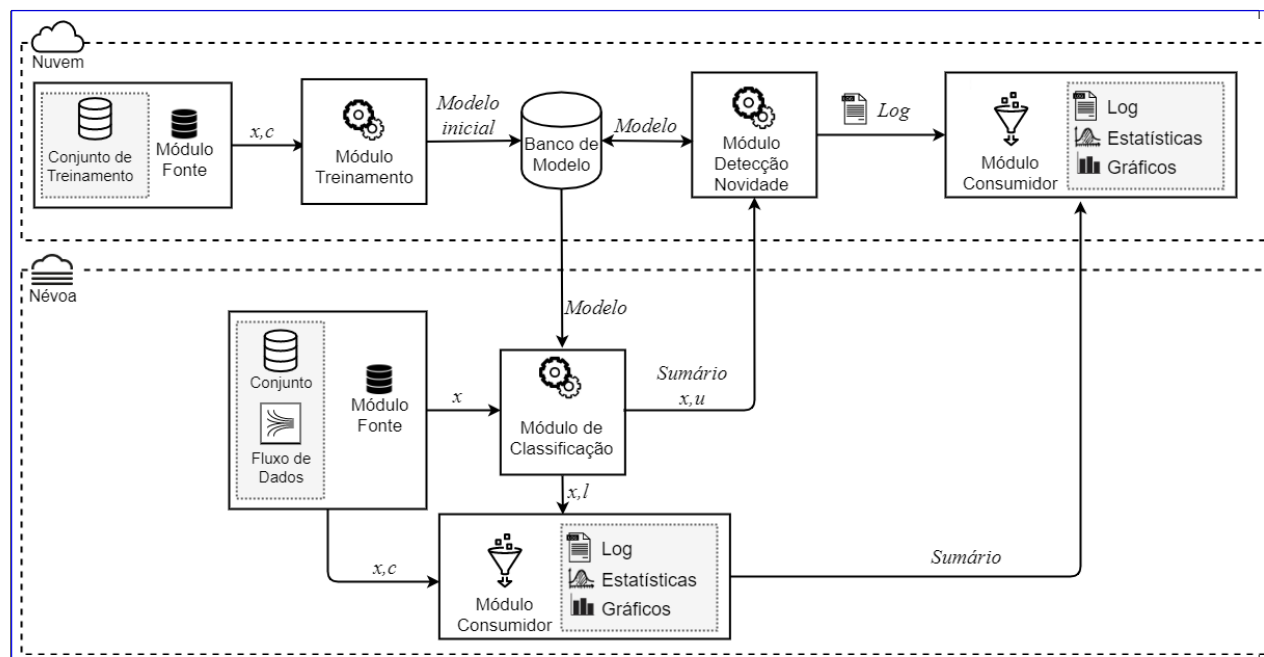 Nuvem
Conjunto de
Treinamento
Módulo
Fonte
x,c
Módulo
Treinamento
Modelo
inicial
Banco de
Modelo
Modelo
Módulo
Detecção
Novidade
Log
Módulo
Consumidor
Log
Estatísticas
Gráficos
Névoa
Modelo
Conjunto
Fluxo de
Dados
Módulo
Fonte
x
Módulo de
Classificação
Sumário
x,u
x,l
x,c
Módulo
Consumidor
Log
Estatísticas
Gráficos
Sumário